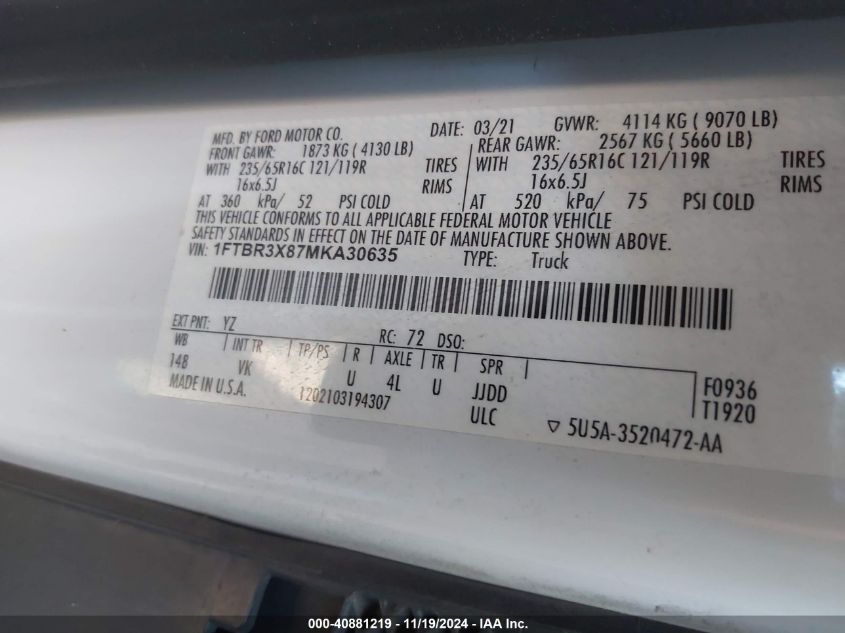 MFD. BY FORD MOTOR CO. DATE: 03/21 GVWR: 4114 KG ( 9070 LB)
FRONT GAWR: 1873 KG ( 4130 LB) REAR GAWR: 2567 KG ( 5660 LB)
WITH 235/65R16C 121/119R TIRES WITH 235/65R16C 121/119R TIRES
16x6.5J RIMS 16x6.5J RIMS
AT 360 kPa/ 52 PSI COLD AT 520 kPa/ 75 PSI COLD
THIS VEHICLE CONFORMS TO ALL APPLICABLE FEDERAL MOTOR VEHICLE
SAFETY STANDARDS IN EFFECT ON THE DATE OF MANUFACTURE SHOWN ABOVE.
VIN: 1FTBR3X87MKA30635 TYPE: Truck
EXT PNT: YZ RC: 72 DSO:
WB INT TR TP/PS R AXLE TR SPR
148 VK U 4L U JJDD F0936
MADE IN U.S.A. 1202103194307 ULC T1920
5U5A-3520472-AA
000-40881219 - 11/19/2024 - IAA Inc.